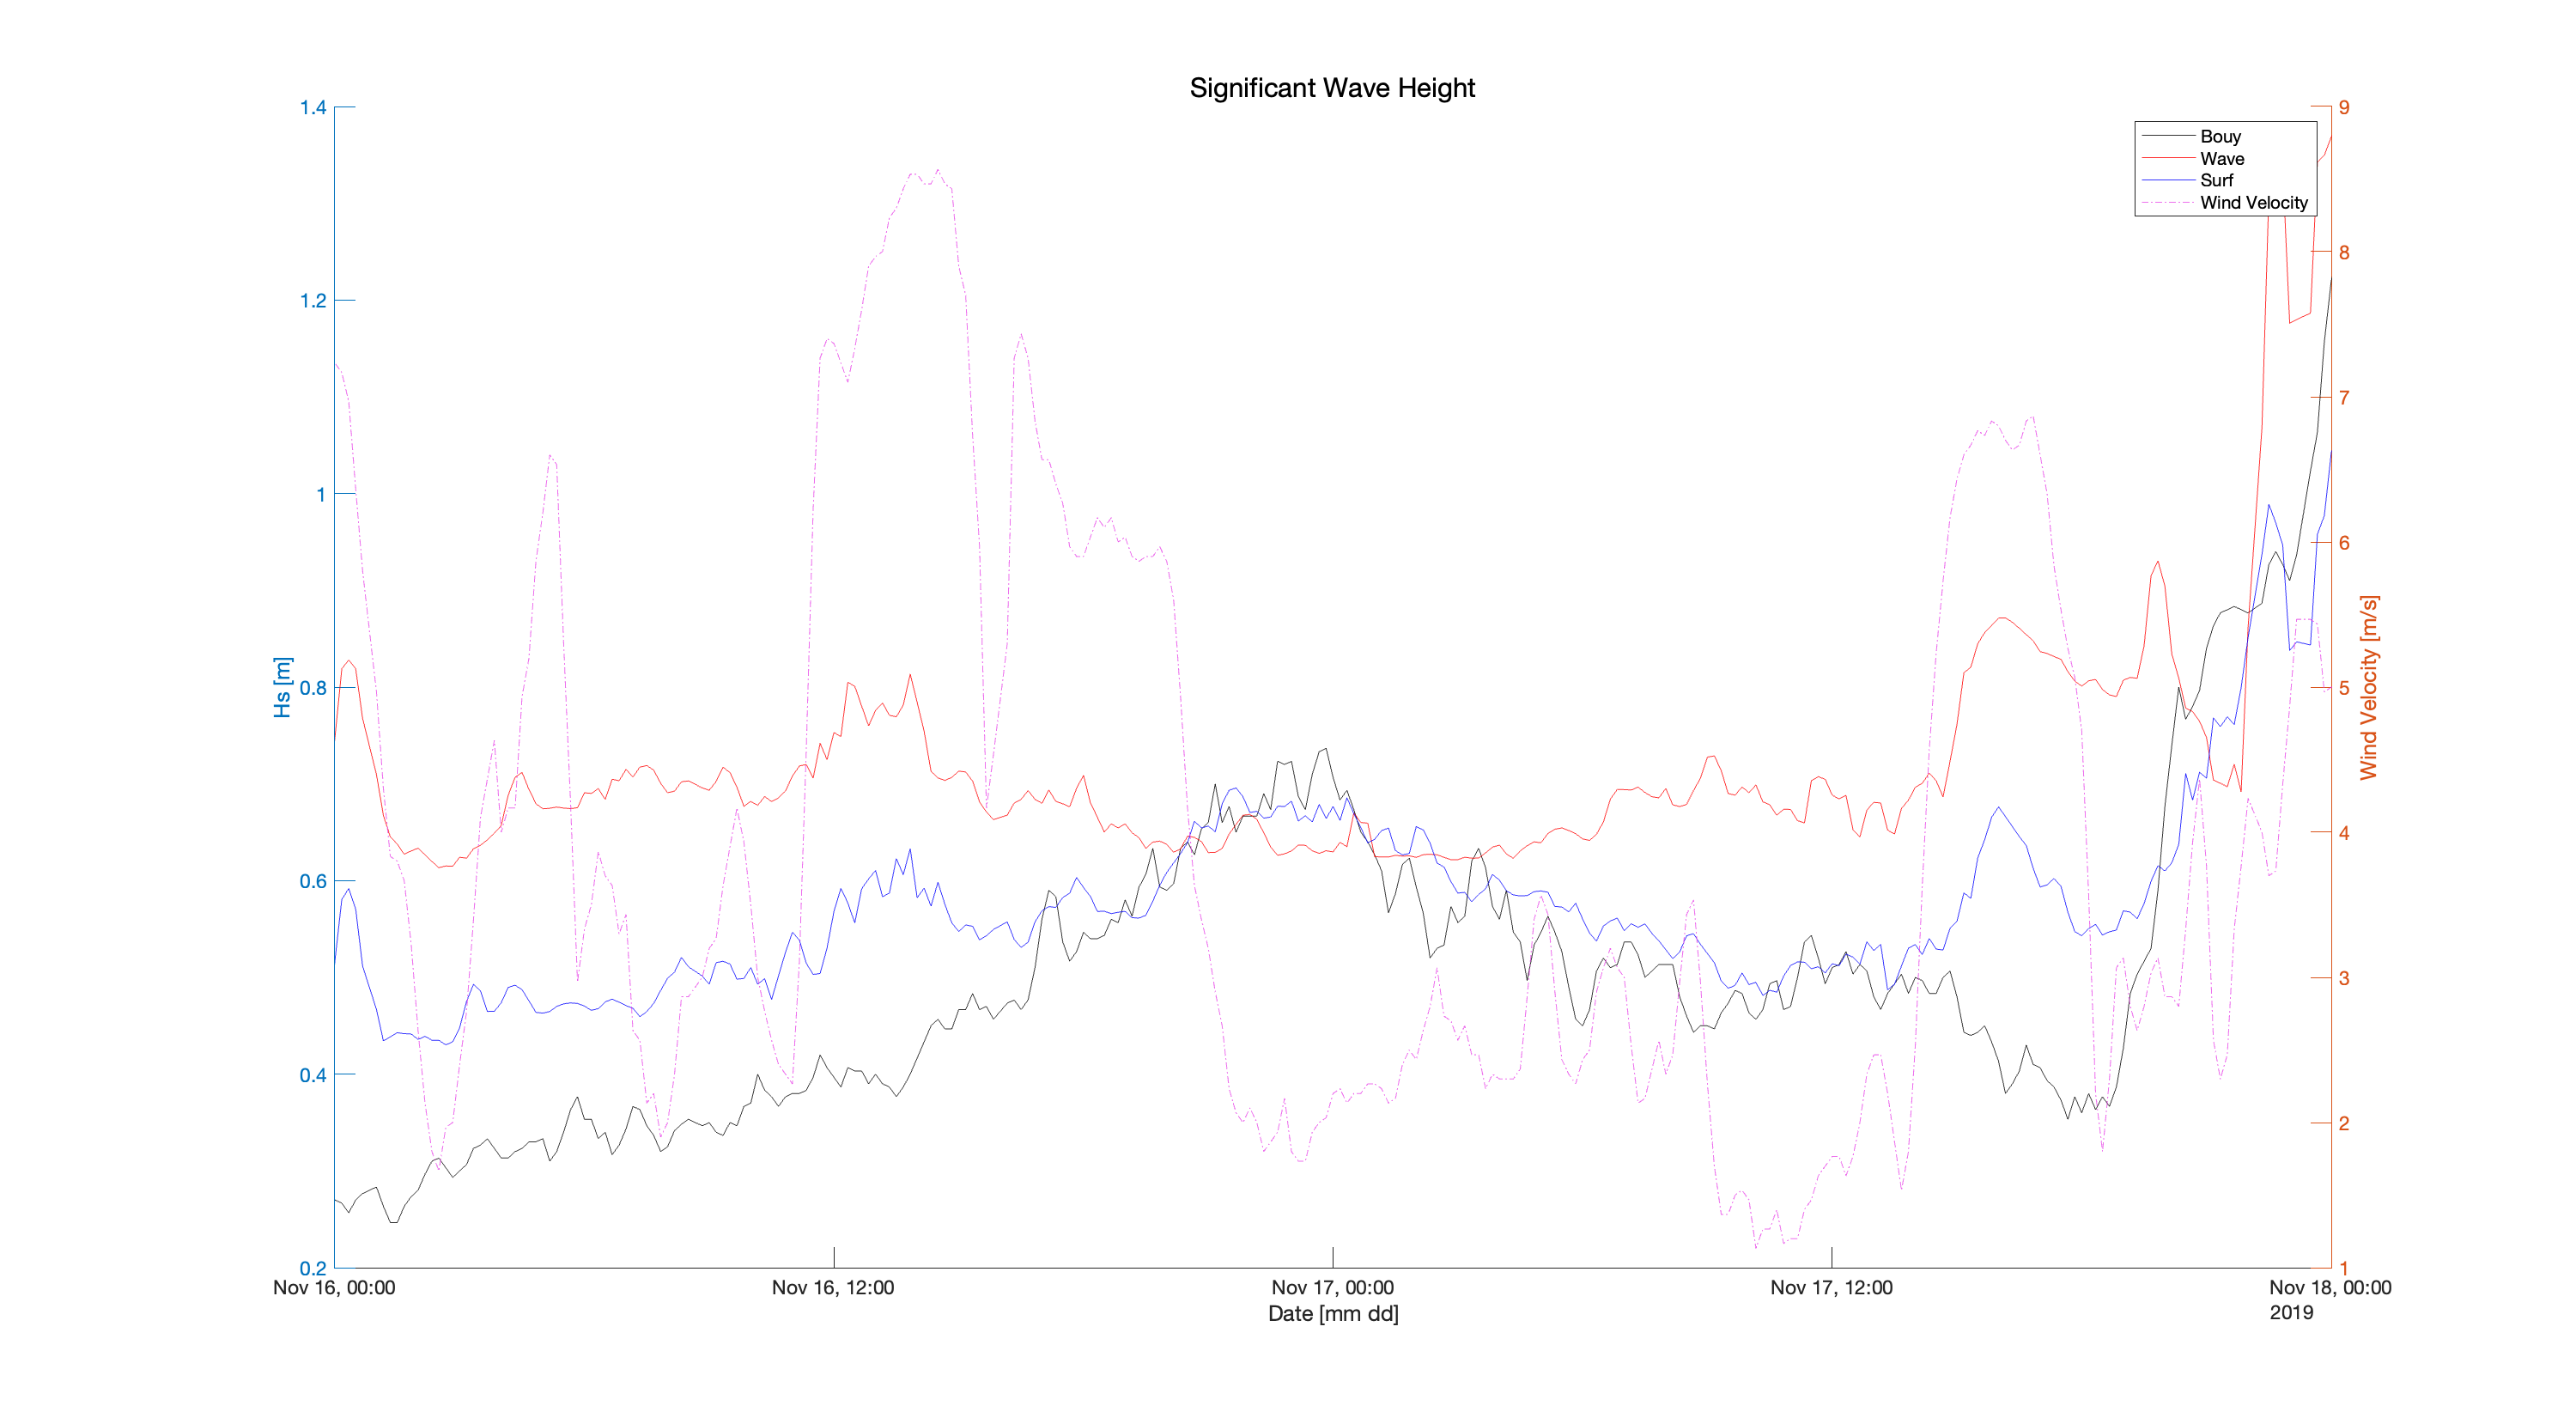 Significant Wave Height
1.4
1.2
1
0.8
0.6
0.4
0.2
Hs [m]
9
8
7
6
5
4
3
2
1
Wind Velocity [m/s]
Bouy
Wave
Surf
Wind Velocity
Nov 16, 00:00
Nov 16, 12:00
Nov 17, 00:00
Nov 17, 12:00
Nov 18, 00:00
2019
Date [mm dd]